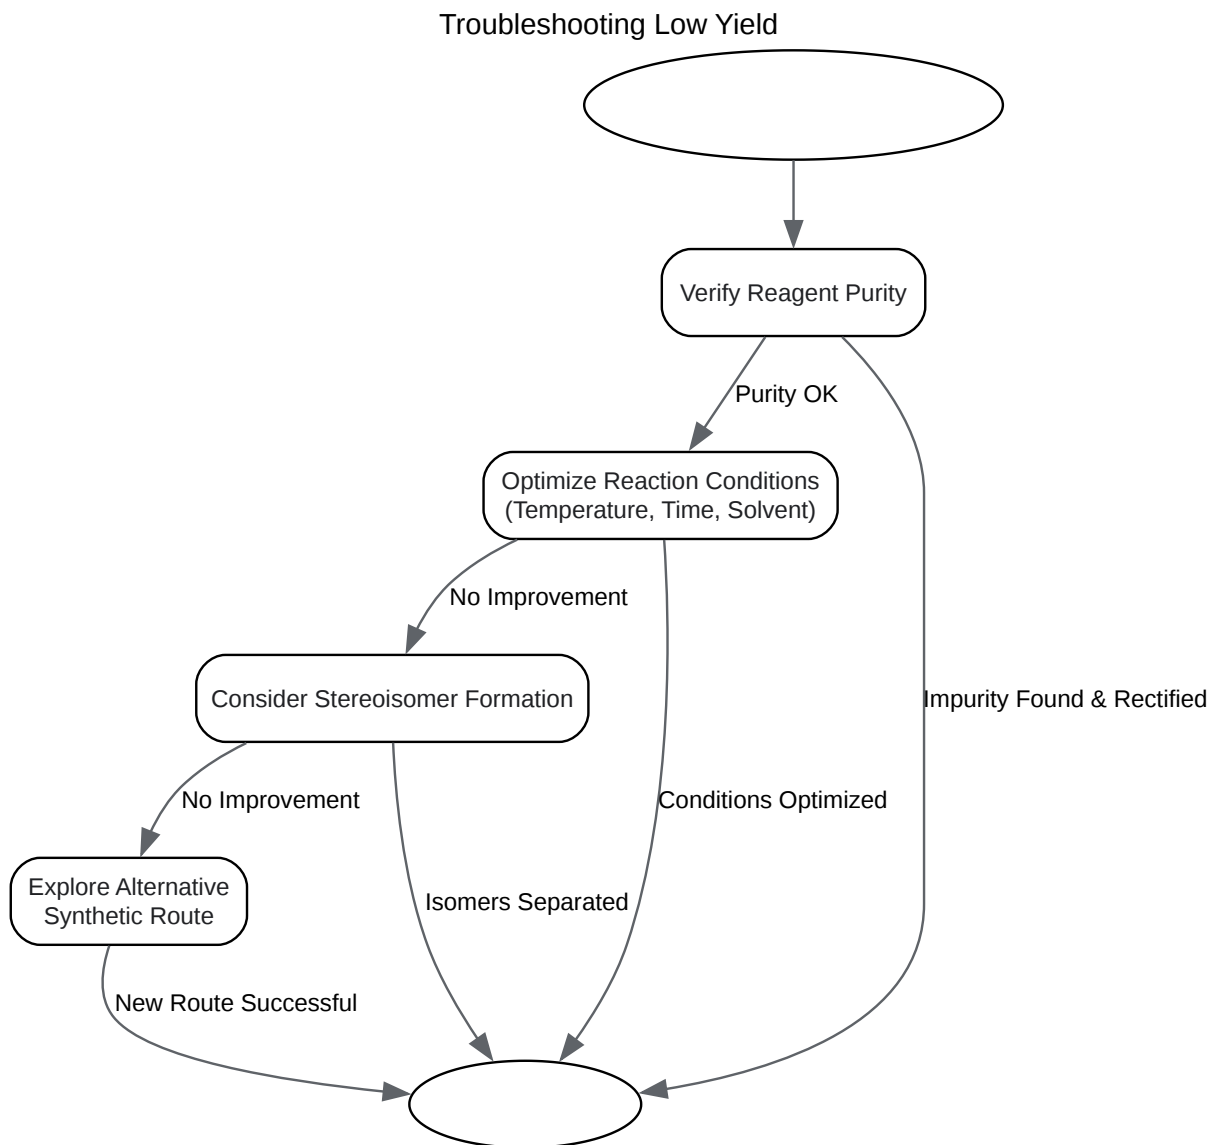 Troubleshooting Low Yield
Verify Reagent Purity
Purity OK
Optimize Reaction Conditions
(Temperature, Time, Solvent)
No Improvement
Consider Stereoisomer Formation
Impurity Found & Rectified
No Improvement
Conditions Optimized
Explore Alternative
Synthetic Route
Isomers Separated
New Route Successful